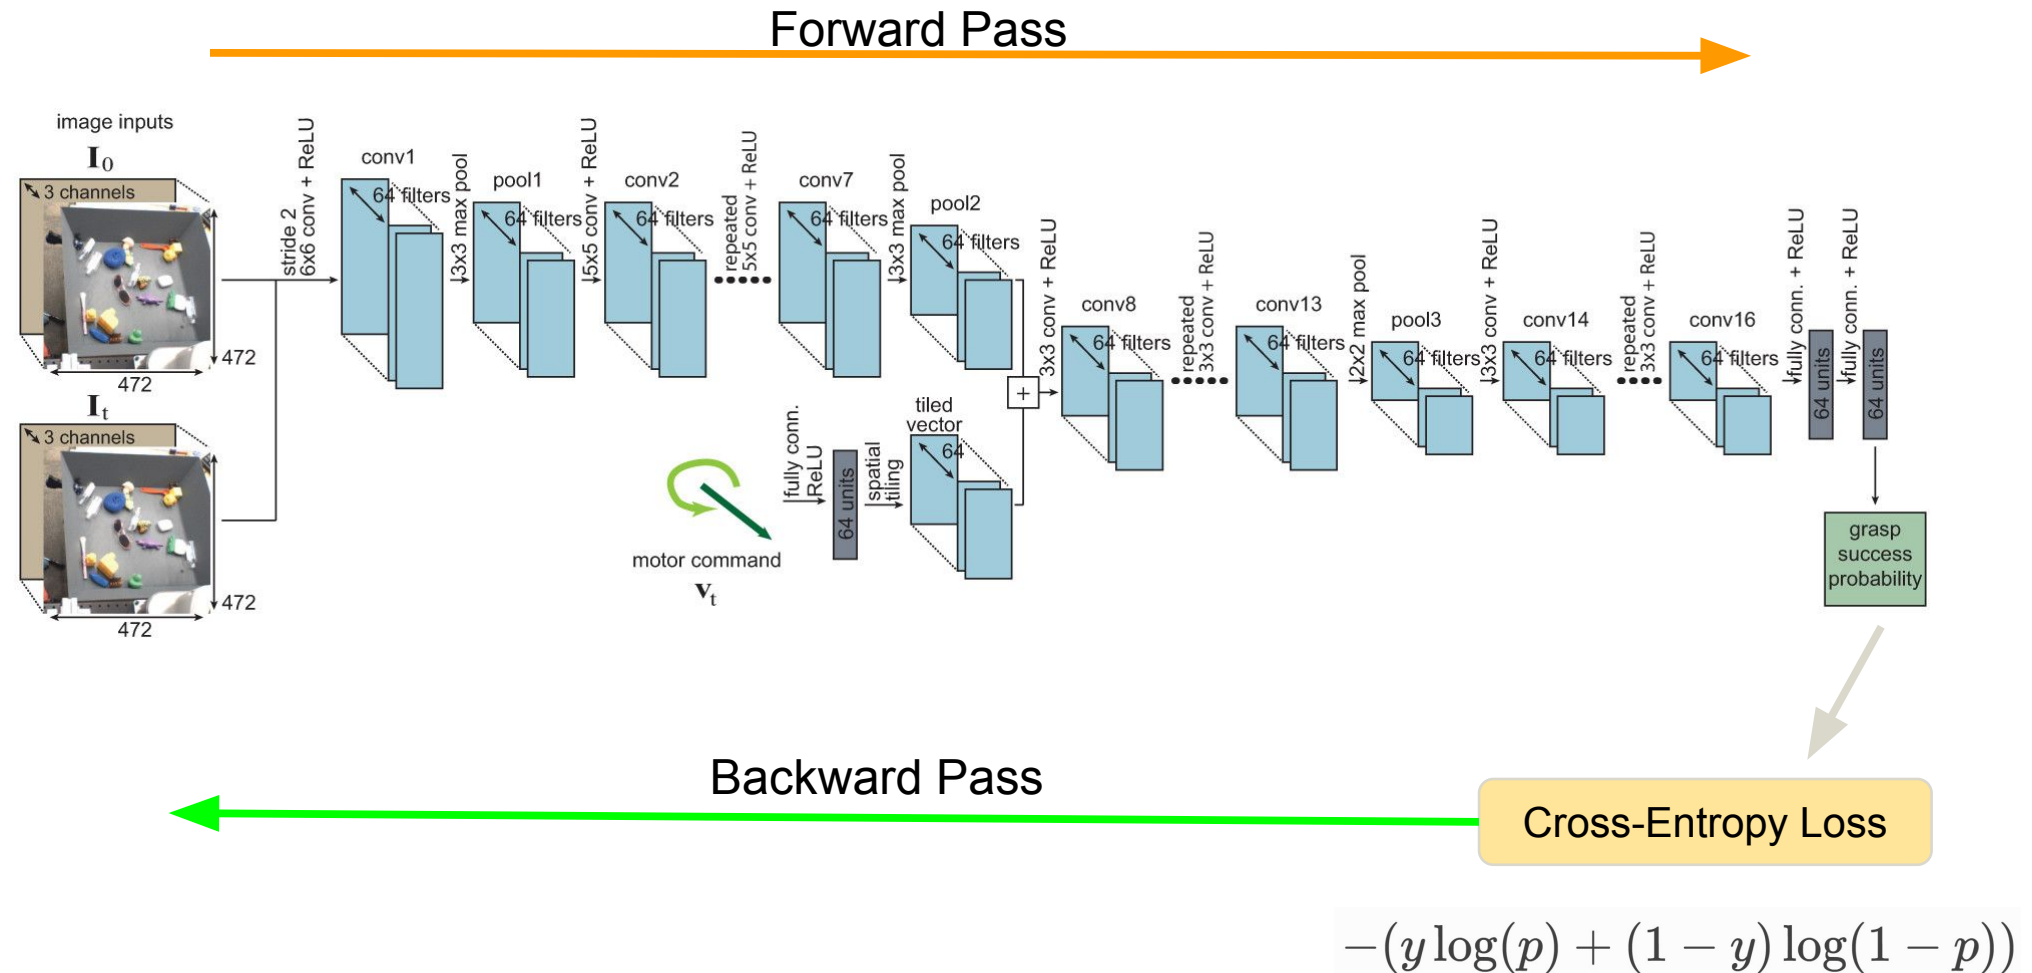 Forward Pass
image inputs
I0
3 channels
472
472
It
3 channels
472
472
stride 2
6x6 conv + ReLU
conv1
64 filters
3x3 max pool
pool1
64 filters
5x5 conv + ReLU
conv2
64 filters
repeated
5x5 conv + ReLU
conv7
64 filters
3x3 max pool
pool2
64 filters
motor command
vt
fully conn.
ReLU
64 units
spatial
tiling
tiled
vector
64
+
3x3 conv + ReLU
conv8
64 filters
repeated
3x3 conv + ReLU
conv13
64 filters
2x2 max pool
pool3
64 filters
3x3 conv + ReLU
conv14
64 filters
repeated
3x3 conv + ReLU
conv16
64 filters
fully conn. + ReLU
64 units
fully conn. + ReLU
64 units
grasp
success
probability
Backward Pass
Cross-Entropy Loss
−(y log(p) + (1 − y) log(1 − p))